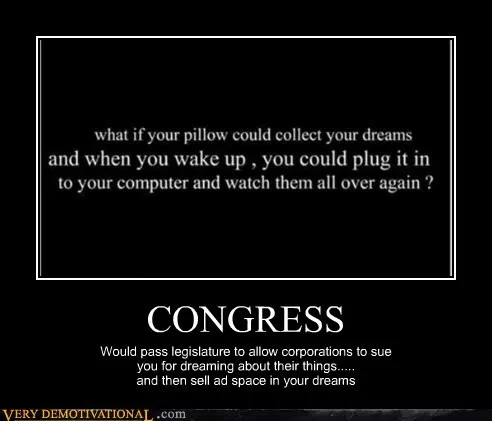 what if your pillow could collect your dreams
and when you wake up , you could plug it in
to your computer and watch them all over again ?
CONGRESS
Would pass legislature to allow corporations to sue
you for dreaming about their things.....
and then sell ad space in your dreams
VERY DEMOTIVATIONAL .com